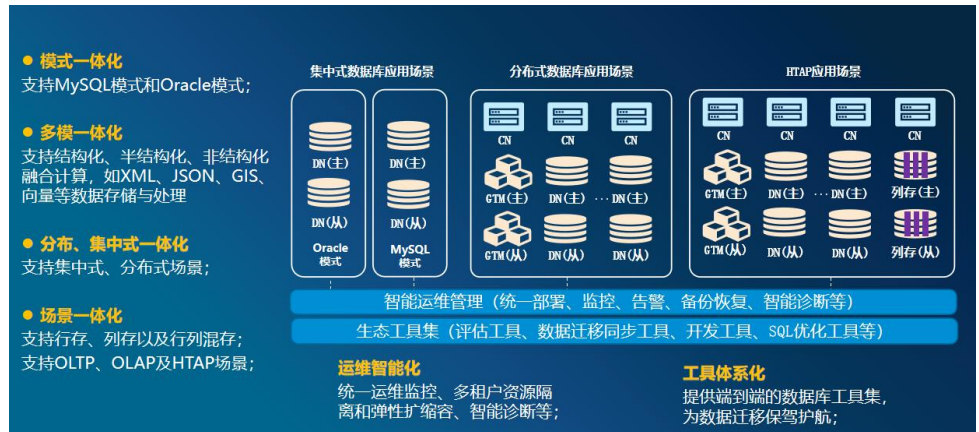 模式一体化
支持MySQL模式和Oracle模式；
多模一体化
支持结构化、半结构化、非结构化
融合计算，如XML、JSON、GIS、
向量等数据存储与处理
分布、集中式一体化
支持集中式、分布式场景；
场景一体化
支持行存、列存以及行列混存；
支持OLTP、OLAP及HTAP场景；
集中式数据库应用场景
DN(主)
DN(主)
DN(从)
DN(从)
Oracle
模式
MySQL
模式
分布式数据库应用场景
CN CN CN
GTM(主) DN(主) ··· DN(主)
GTM(从) DN(从) DN(从)
HTAP应用场景
CN CN CN CN
GTM(主) DN(主) ··· DN(主) 列存(主)
GTM(从) DN(从) DN(从) 列存(从)
智能运维管理（统一部署、监控、告警、备份恢复、智能诊断等）
生态工具集（评估工具、数据迁移同步工具、开发工具、SQL优化工具等）
运维智能化
统一运维监控、多租户资源隔
离和弹性扩缩容、智能诊断等；
工具体系化
提供端到端的数据库工具集，
为数据迁移保驾护航；